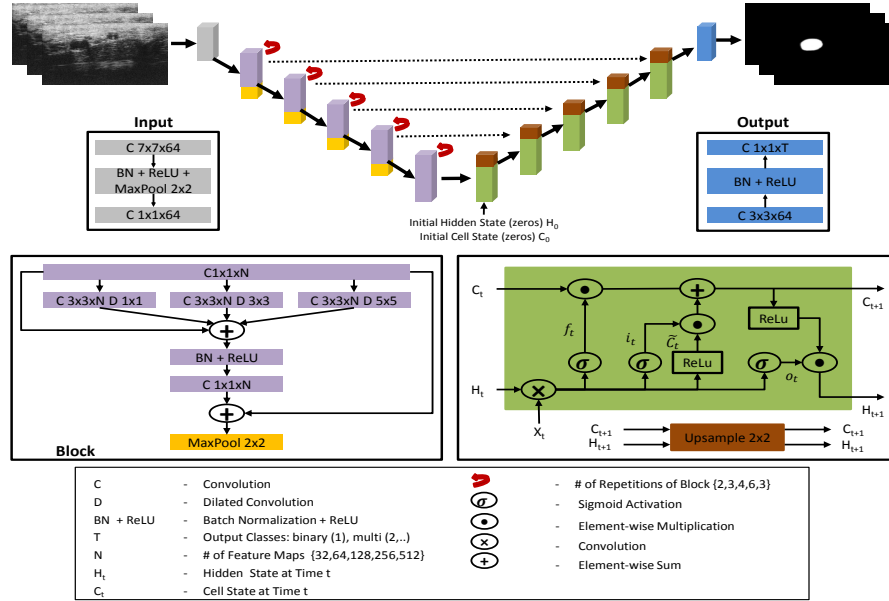 Input
C 7x7x64
BN + ReLU +
MaxPool 2x2
C 1x1x64
Initial Hidden State (zeros) H₀
Initial Cell State (zeros) C₀
Output
C 1x1xT
BN + ReLU
C 3x3x64
C1x1xN
C 3x3xN D 1x1
C 3x3xN D 3x3
C 3x3xN D 5x5
+
BN + ReLU
C 1x1xN
+
MaxPool 2x2
Block
Cₜ
+
Cₜ₊₁
fₜ
iₜ
C̃ₜ
ReLu
σ
σ
ReLu
σ
oₜ
Hₜ
×
Hₜ₊₁
Xₜ
Cₜ₊₁
Hₜ₊₁
Upsample 2x2
Cₜ₊₁
Hₜ₊₁
C - Convolution
D - Dilated Convolution
BN + ReLU - Batch Normalization + ReLU
T - Output Classes: binary (1), multi (2,..)
N - # of Feature Maps {32,64,128,256,512}
Hₜ - Hidden State at Time t
Cₜ - Cell State at Time t
- # of Repetitions of Block {2,3,4,6,3}
σ - Sigmoid Activation
• - Element-wise Multiplication
× - Convolution
+ - Element-wise Sum